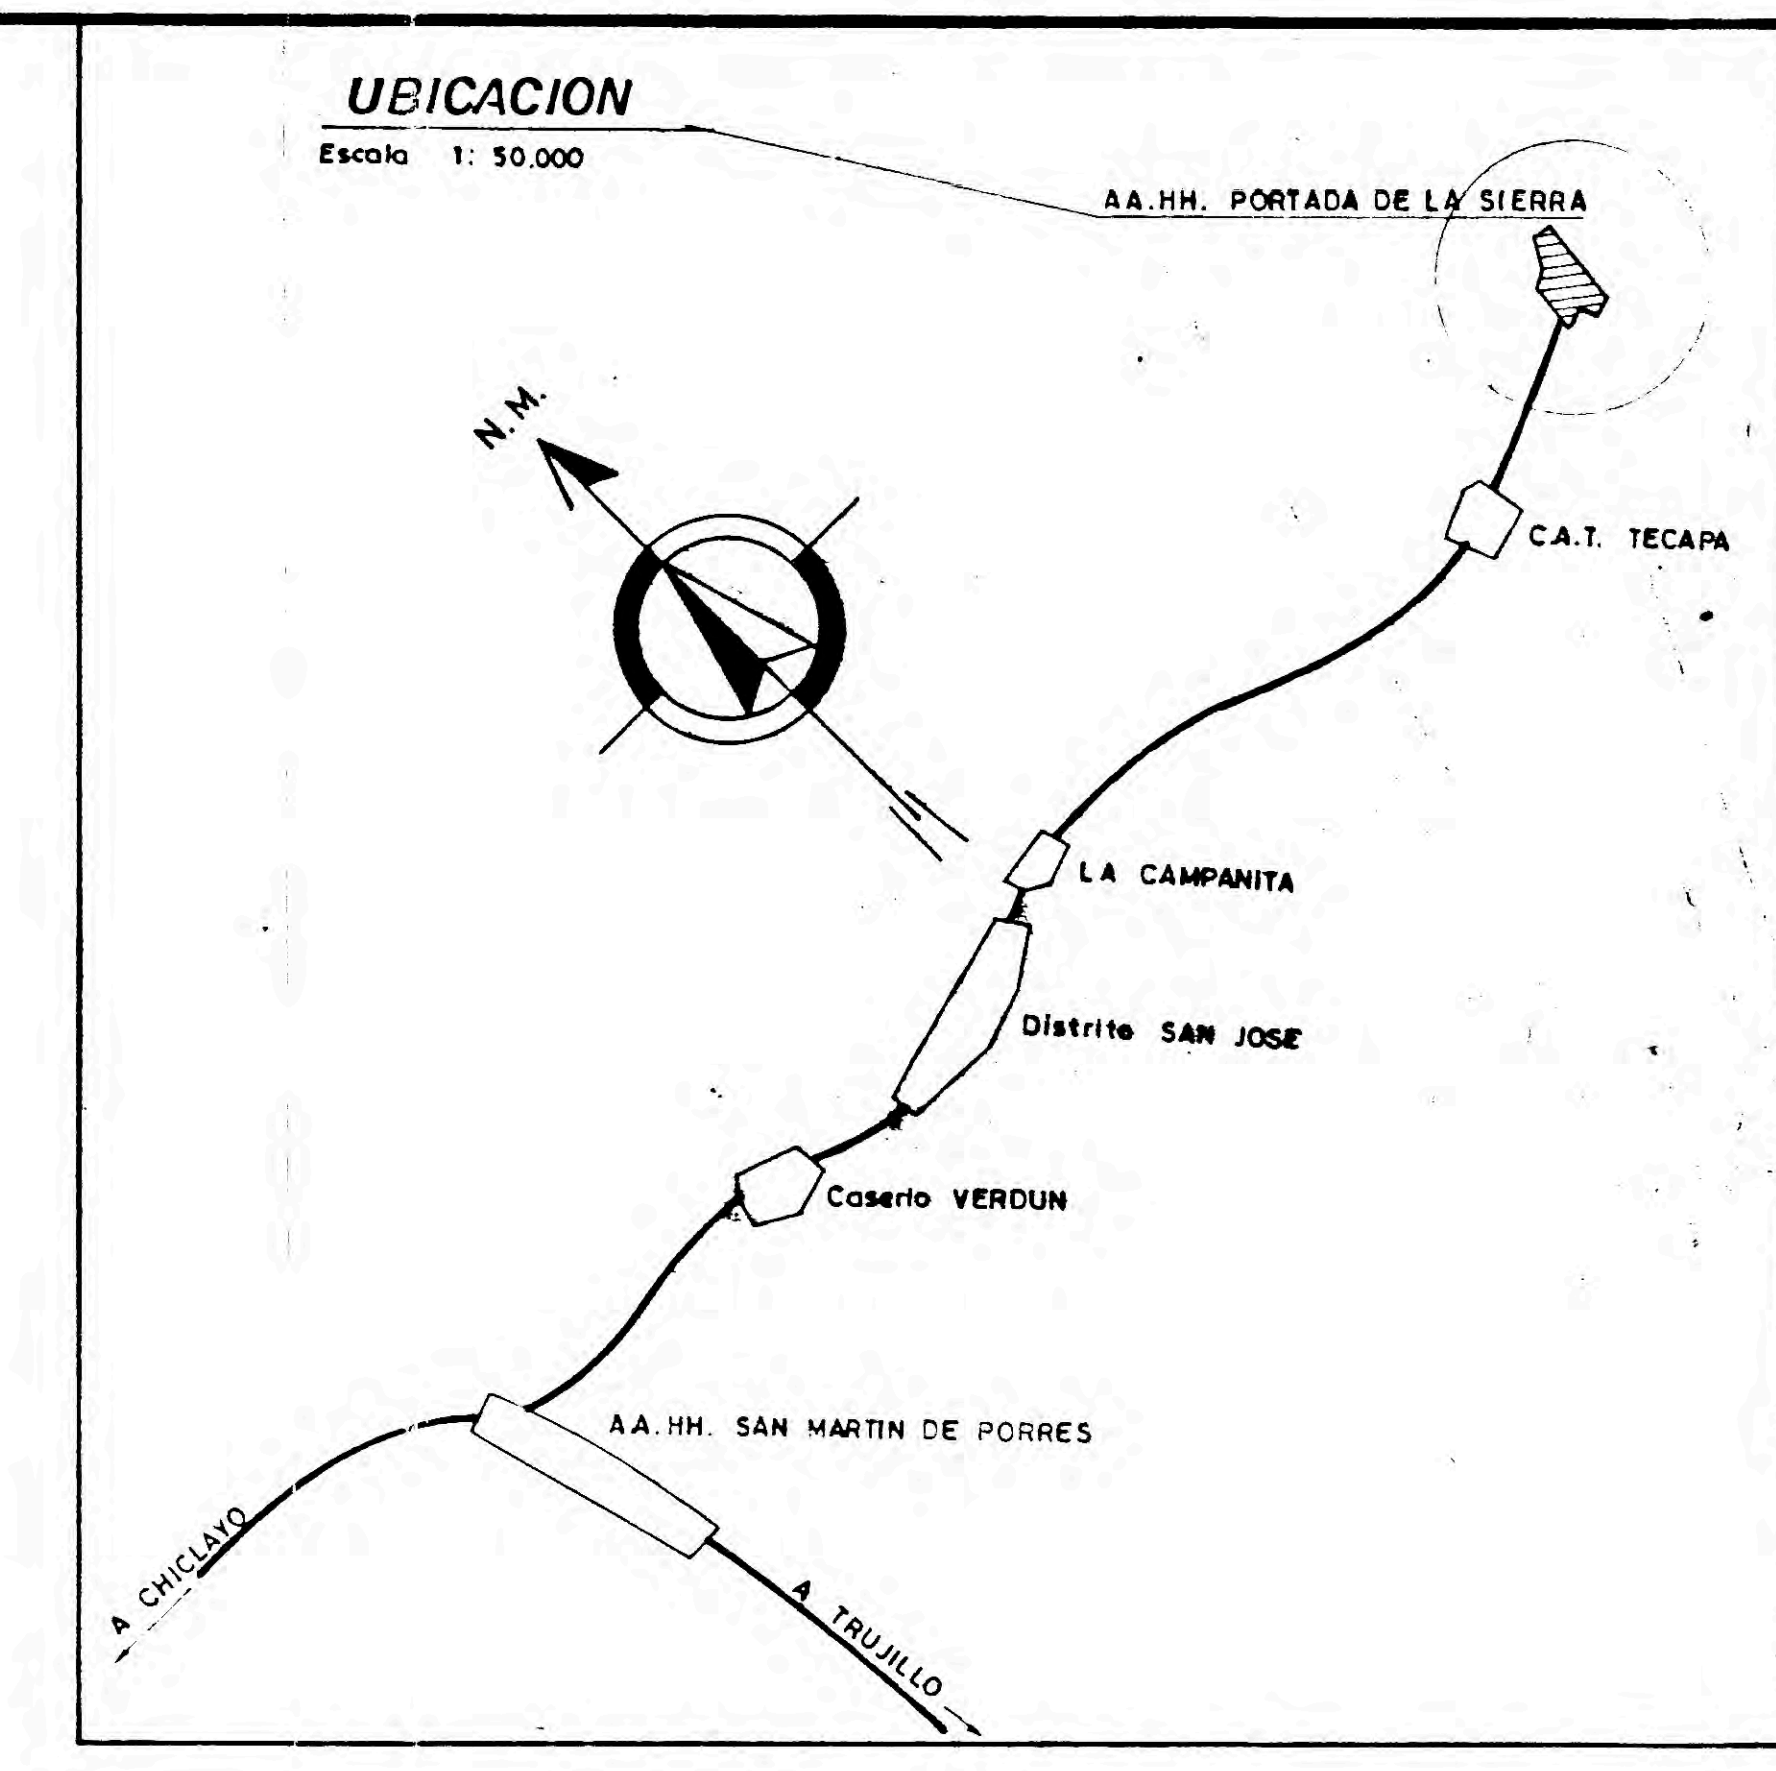 UBICACION
Escala 1: 50.000
AA.HH. PORTADA DE LA SIERRA
N.M.
C.A.T. TECAPA
LA CAMPANITA
Distrito SAN JOSE
Caserio VERDUN
AA.HH. SAN MARTIN DE PORRES
A CHICLAYO
A TRUJILLO